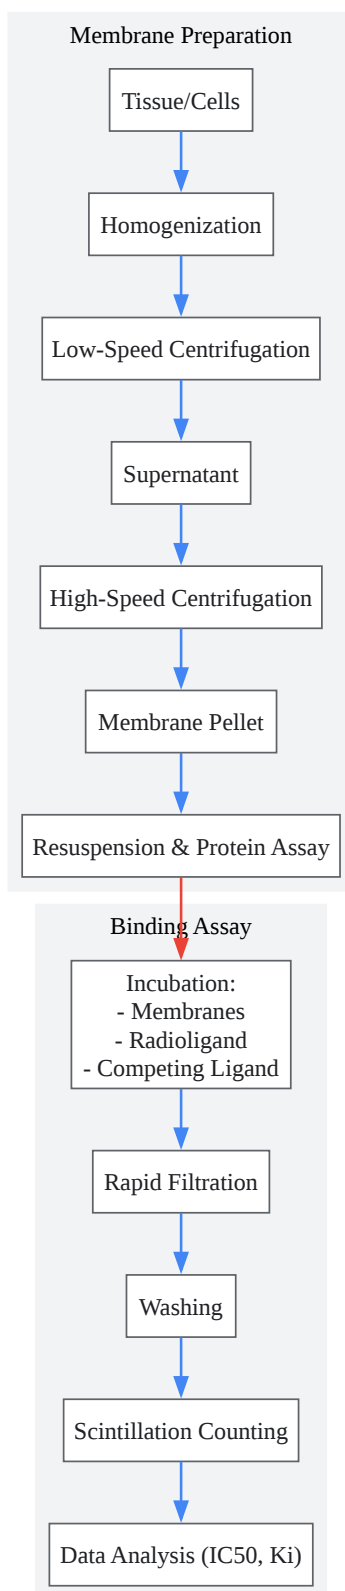 Membrane Preparation
Tissue/Cells
Homogenization
Low-Speed Centrifugation
Supernatant
High-Speed Centrifugation
Membrane Pellet
Resuspension & Protein Assay
Binding Assay
Incubation:
- Membranes
- Radioligand
- Competing Ligand
Rapid Filtration
Washing
Scintillation Counting
Data Analysis (IC50, Ki)